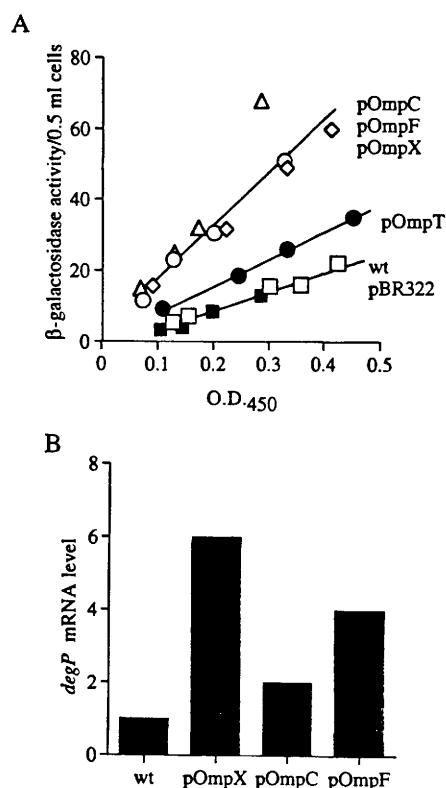 A
β-galactosidase activity/0.5 ml cells
80
60
40
20
0
0
0.1
0.2
0.3
0.4
0.5
O.D.450
pOmpC
pOmpF
pOmpX
pOmpT
wt
pBR322
B
degP mRNA level
8
6
4
2
0
wt
pOmpX
pOmpC
pOmpF